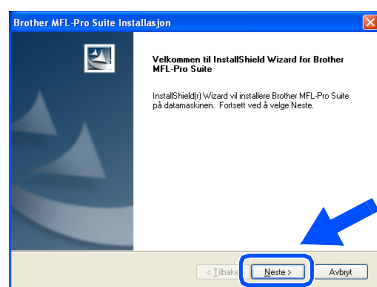 Brother MFL-Pro Suite Installasjon
Velkommen til InstallShield Wizard for Brother
MFL-Pro Suite
InstallShield(r) Wizard vil installere Brother MFL-Pro Suite
på datamaskinen. Fortsett ved å velge Neste.
< Tilbake
Neste >
Avbryt